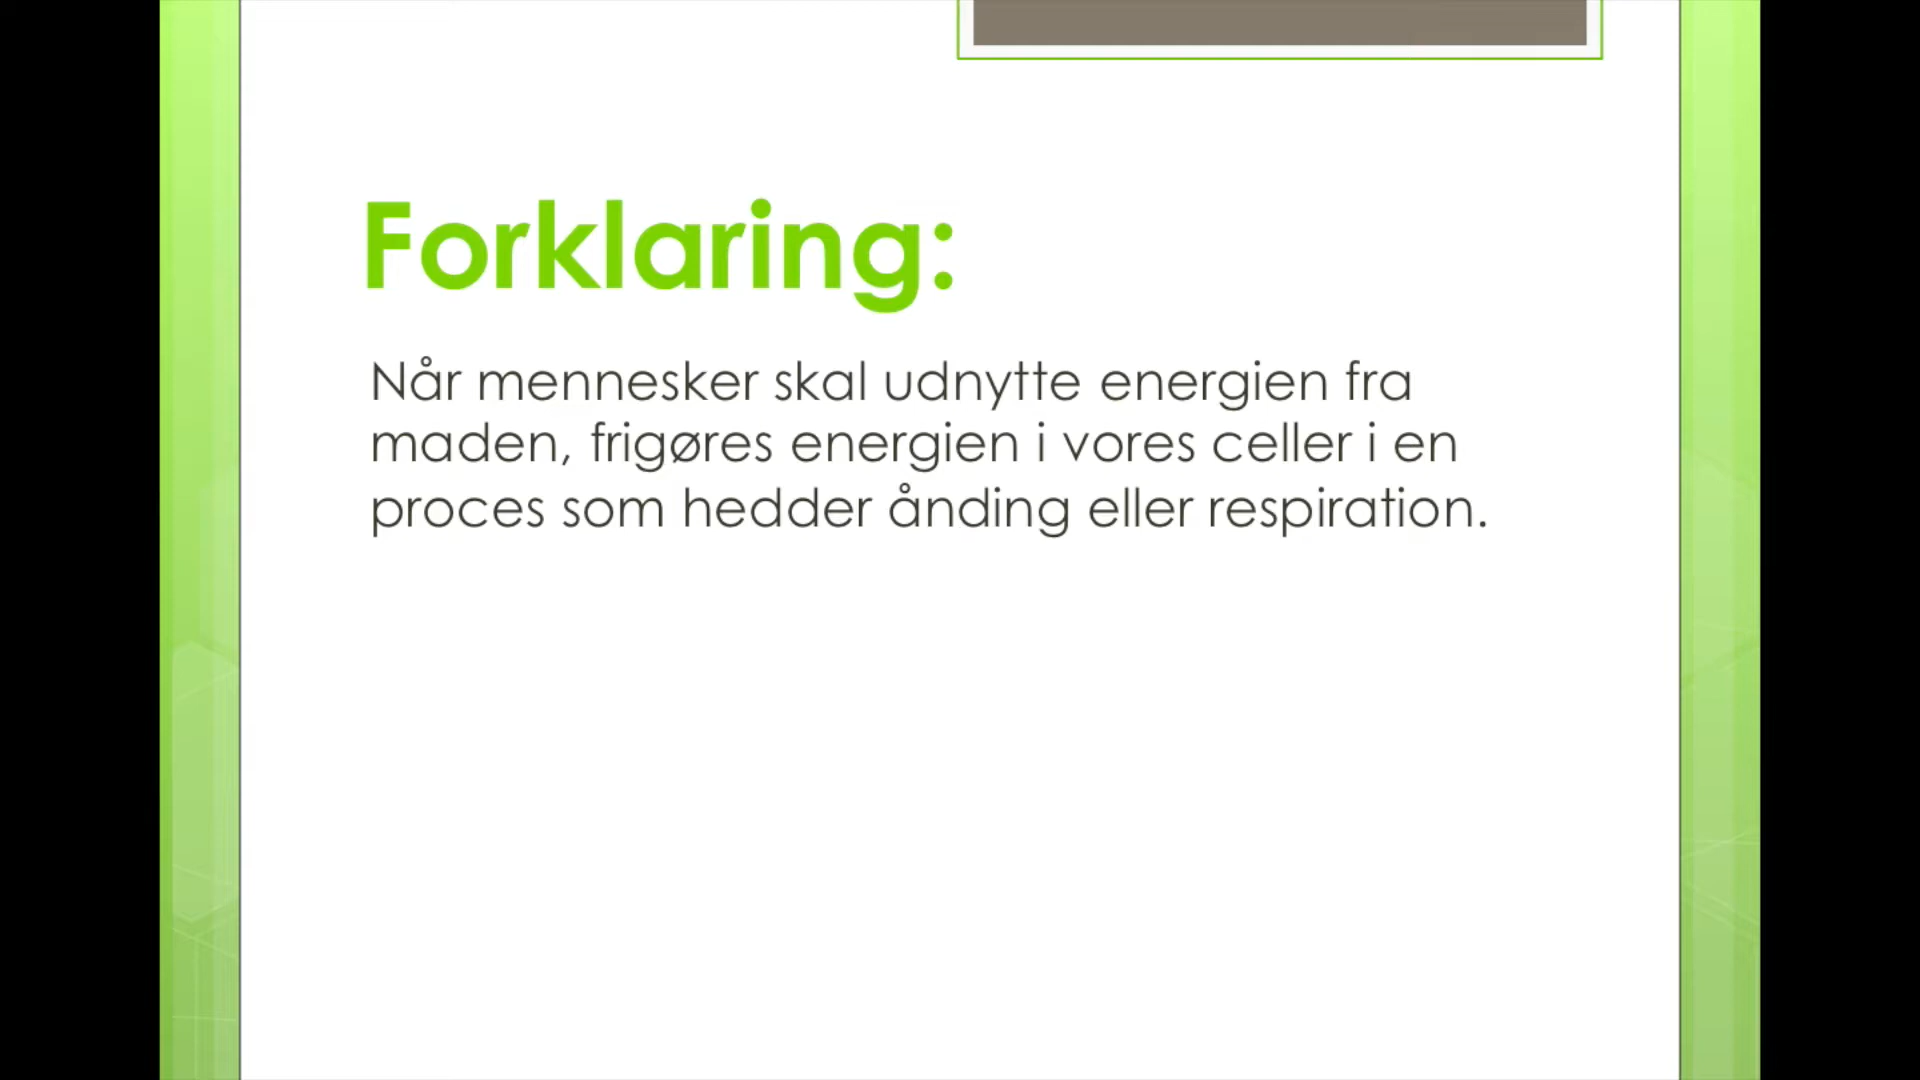 Forklaring:
Når mennesker skal udnytte energien fra
maden, frigøres energien i vores celler i en
proces som hedder ånding eller respiration.